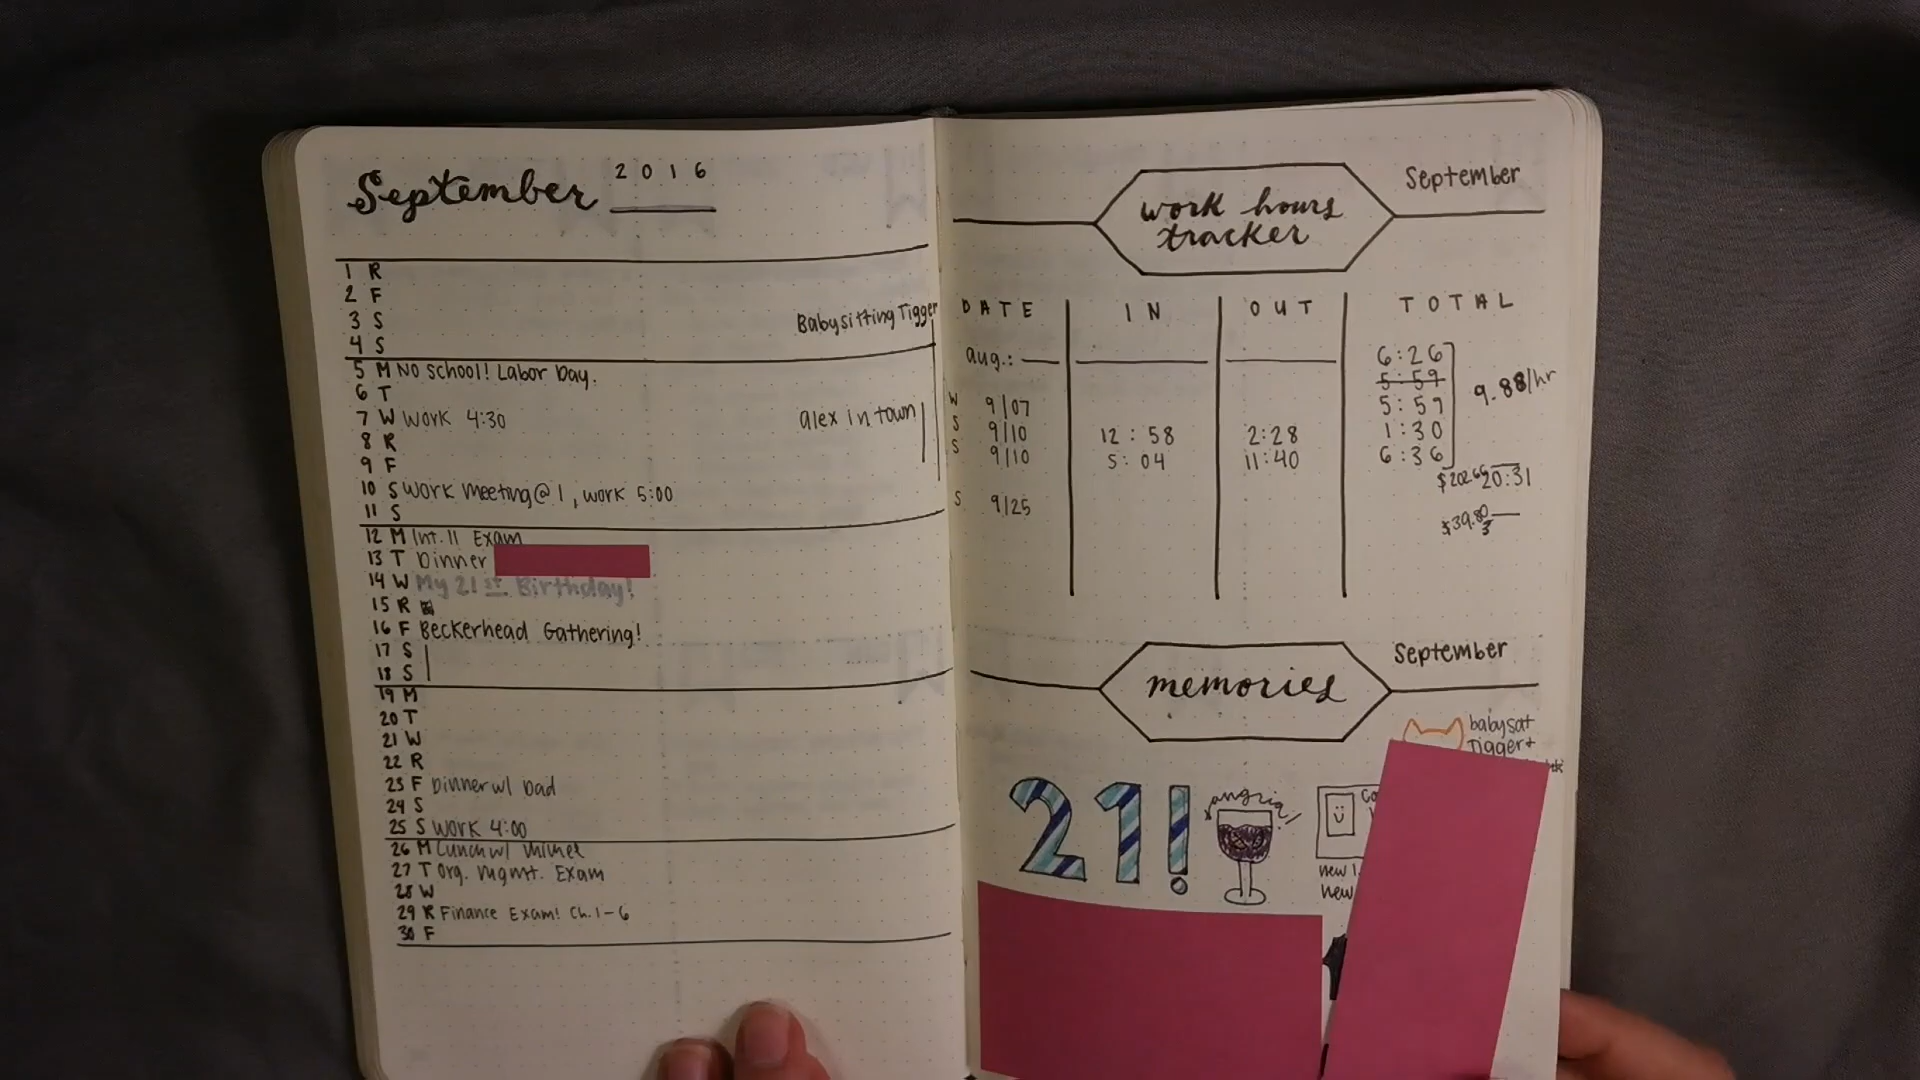 September 2016
1 R
2 F
3 S
Babysitting Tigger
4 S
5 M No school! Labor Day.
6 T
7 W Work 4:30
alex in town
8 R
9 F
10 S Work meeting @ 1, work 5:00
11 S
12 M Int. II Exam
13 T Dinner
14 W My 21st Birthday!
15 R
16 F Beckerhead Gathering!
17 S
18 S
19 M
20 T
21 W
22 R
23 F Dinner w/ Dad
24 S
25 S Work 4:00
26 M Lunch w/
27 T Org. Mgmt. Exam
28 W
29 R Finance Exam! Ch. 1-6
30 F
work hours
tracker
September
DATE IN OUT TOTAL
aug.: 6:26
5:59
9.88/hr
W 9/07 5:59
S 9/10 12:58 2:28 1:30
S 9/10 5:04 11:40 6:36
20:31
S 9/25
$39.80
memories
September
babysat
Tigger+
21!
new
new